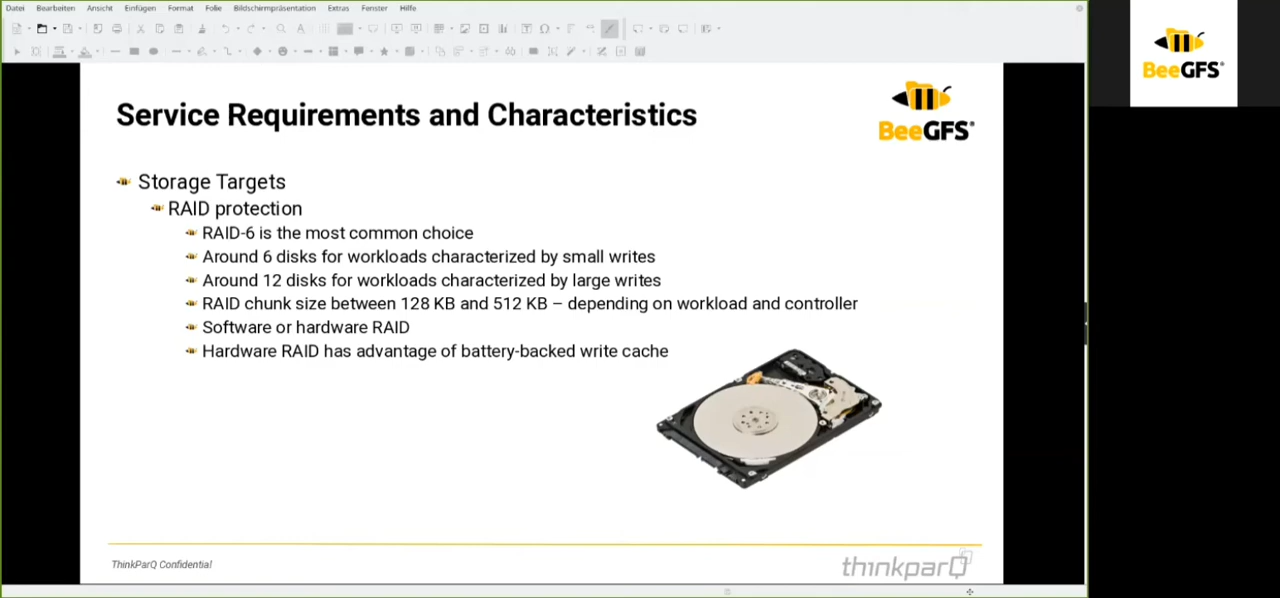 Datei Bearbeiten Ansicht Einfügen Format Folie Bildschirmpräsentation Extras Fenster Hilfe
BeeGFS®
Service Requirements and Characteristics
BeeGFS®
Storage Targets
RAID protection
RAID-6 is the most common choice
Around 6 disks for workloads characterized by small writes
Around 12 disks for workloads characterized by large writes
RAID chunk size between 128 KB and 512 KB – depending on workload and controller
Software or hardware RAID
Hardware RAID has advantage of battery-backed write cache
ThinkParQ Confidential
thinkparQ